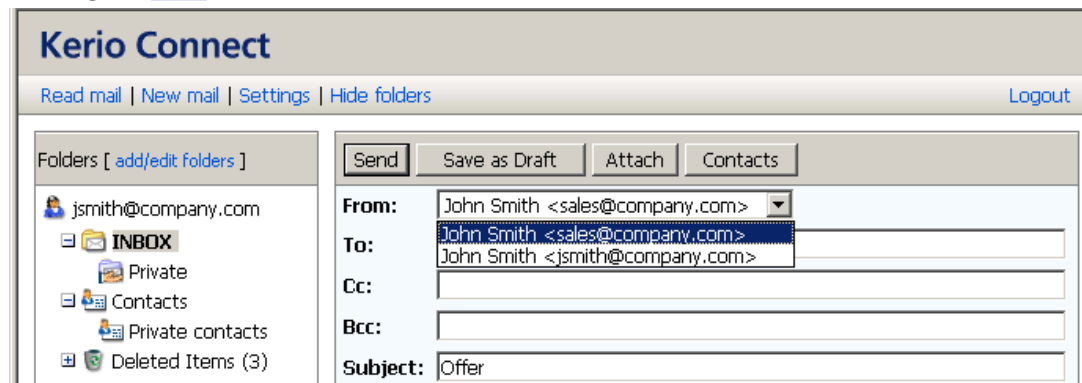 Kerio Connect
Read mail | New mail | Settings | Hide folders Logout
Folders [ add/edit folders ]
jsmith@company.com
INBOX
Private
Contacts
Private contacts
Deleted Items (3)
Send Save as Draft Attach Contacts
From: John Smith <sales@company.com>
John Smith <sales@company.com>
John Smith <jsmith@company.com>
To:
Cc:
Bcc:
Subject: Offer